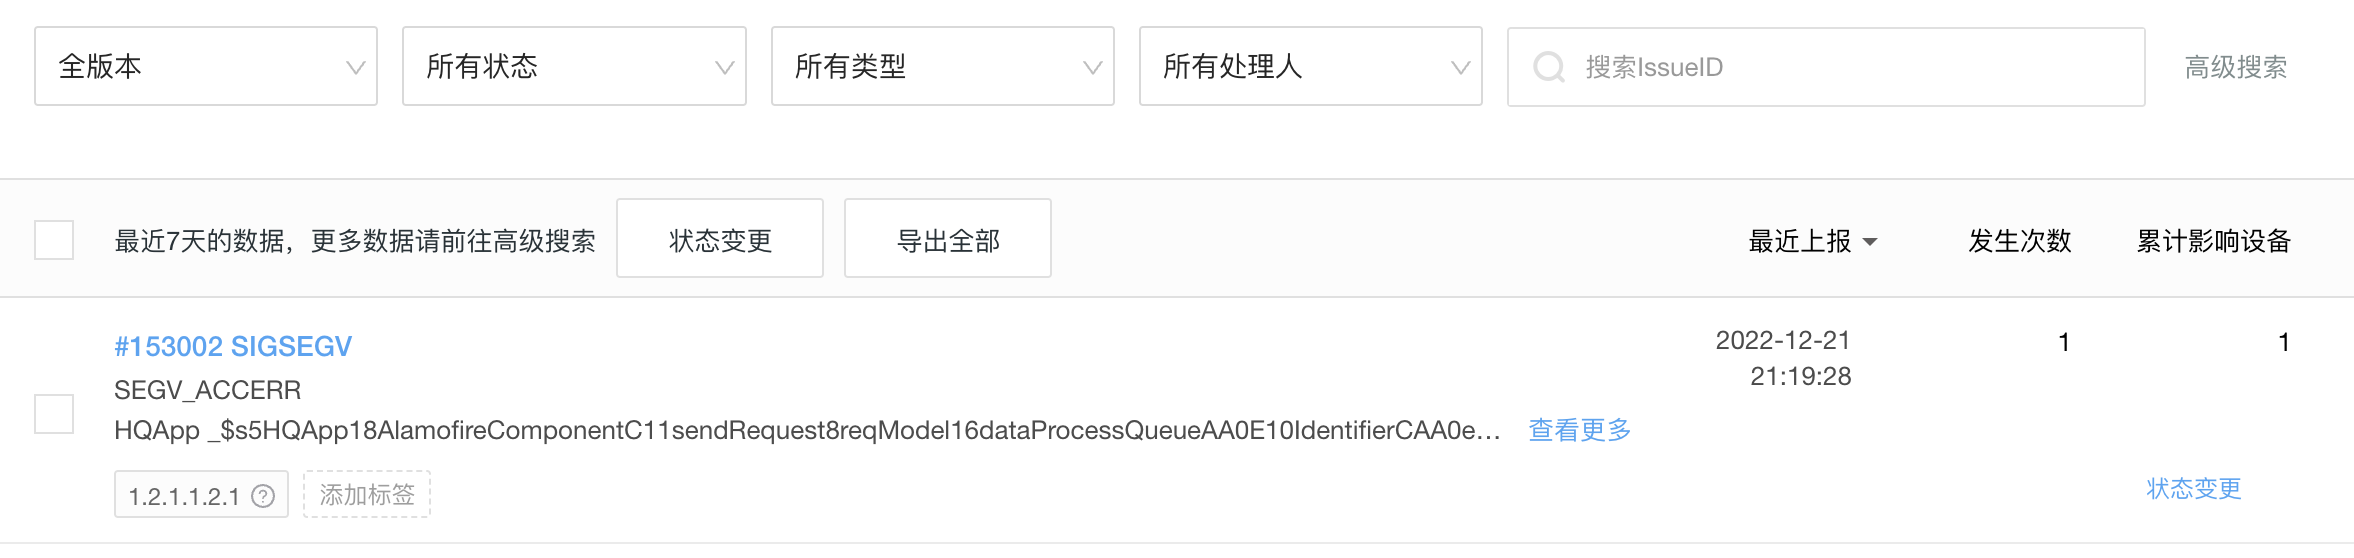 全版本 所有状态 所有类型 所有处理人 搜索IssueID 高级搜索
最近7天的数据，更多数据请前往高级搜索 状态变更 导出全部 最近上报 发生次数 累计影响设备
#153002 SIGSEGV 2022-12-21 1 1
21:19:28
SEGV_ACCERR
HQApp _$s5HQApp18AlamofireComponentC11sendRequest8reqModel16dataProcessQueueAA0E10IdentifierCAA0e... 查看更多
1.2.1.1.2.1 ? 添加标签 状态变更